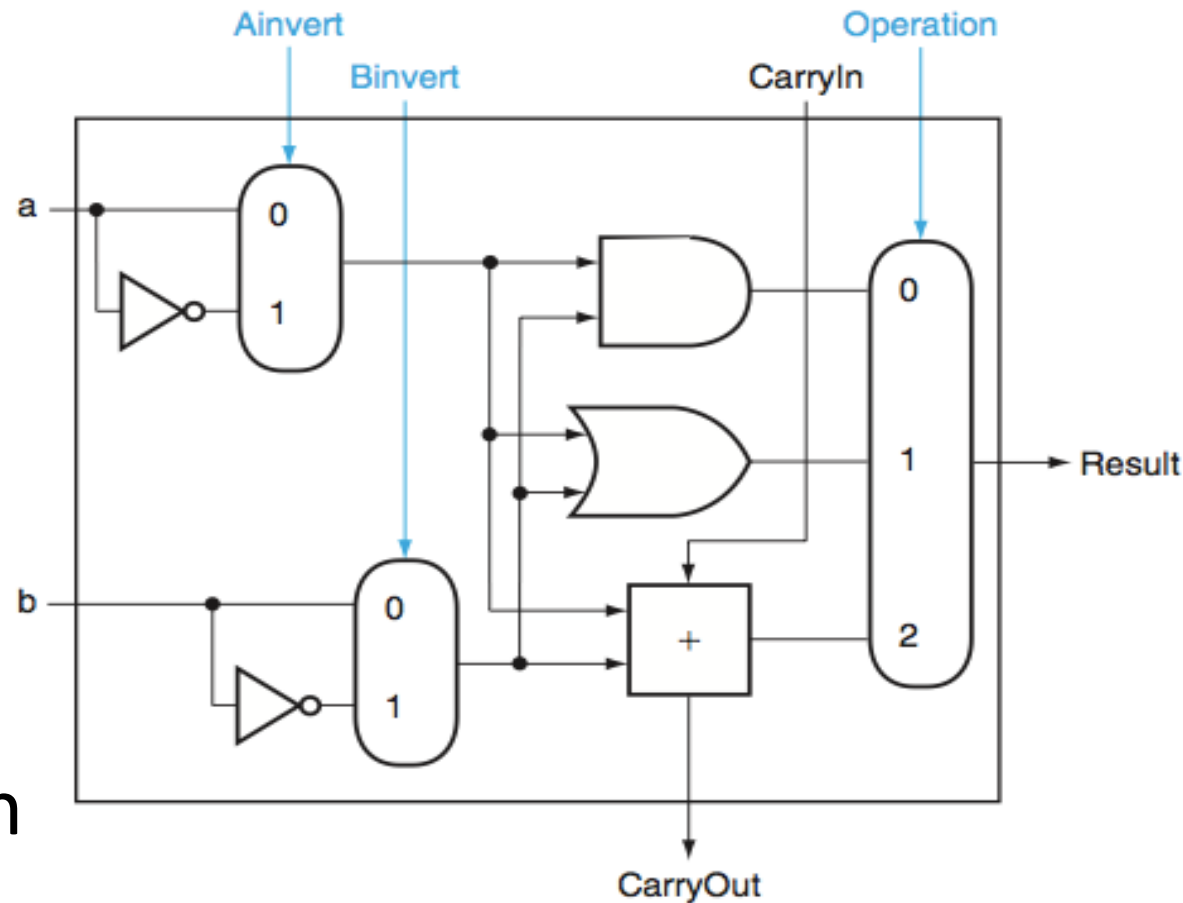 Ainvert
Operation
Binvert
CarryIn
a
0
1
0
1
Result
b
0
1
+
2
n
CarryOut